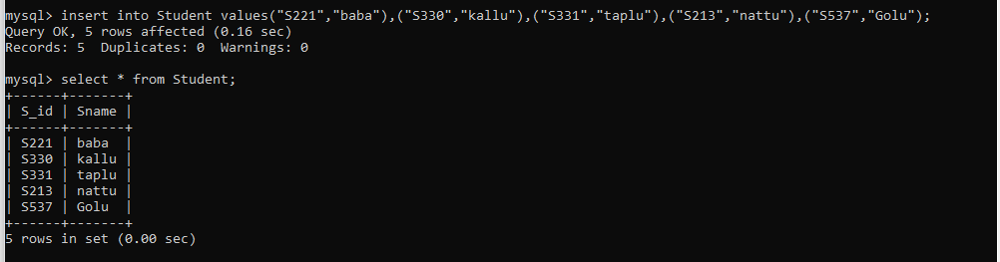 mysql> insert into Student values("S221","baba"),("S330","kallu"),("S331","taplu"),("S213","nattu"),("S537","Golu");
Query OK, 5 rows affected (0.16 sec)
Records: 5  Duplicates: 0  Warnings: 0

mysql> select * from Student;
+------+-------+
| S_id | Sname |
+------+-------+
| S221 | baba  |
| S330 | kallu |
| S331 | taplu |
| S213 | nattu |
| S537 | Golu  |
+------+-------+
5 rows in set (0.00 sec)